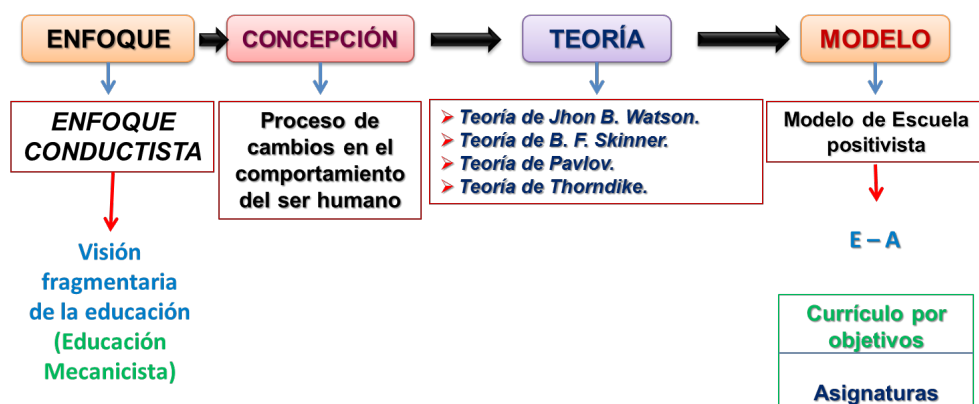 ENFOQUE
CONCEPCIÓN
TEORÍA
MODELO
ENFOQUE
CONDUCTISTA
Proceso de
cambios en el
comportamiento
del ser humano
Teoría de Jhon B. Watson.
Teoría de B. F. Skinner.
Teoría de Pavlov.
Teoría de Thorndike.
Modelo de Escuela
positivista
Visión
fragmentaria
de la educación
(Educación
Mecanicista)
E – A
Currículo por
objetivos
Asignaturas